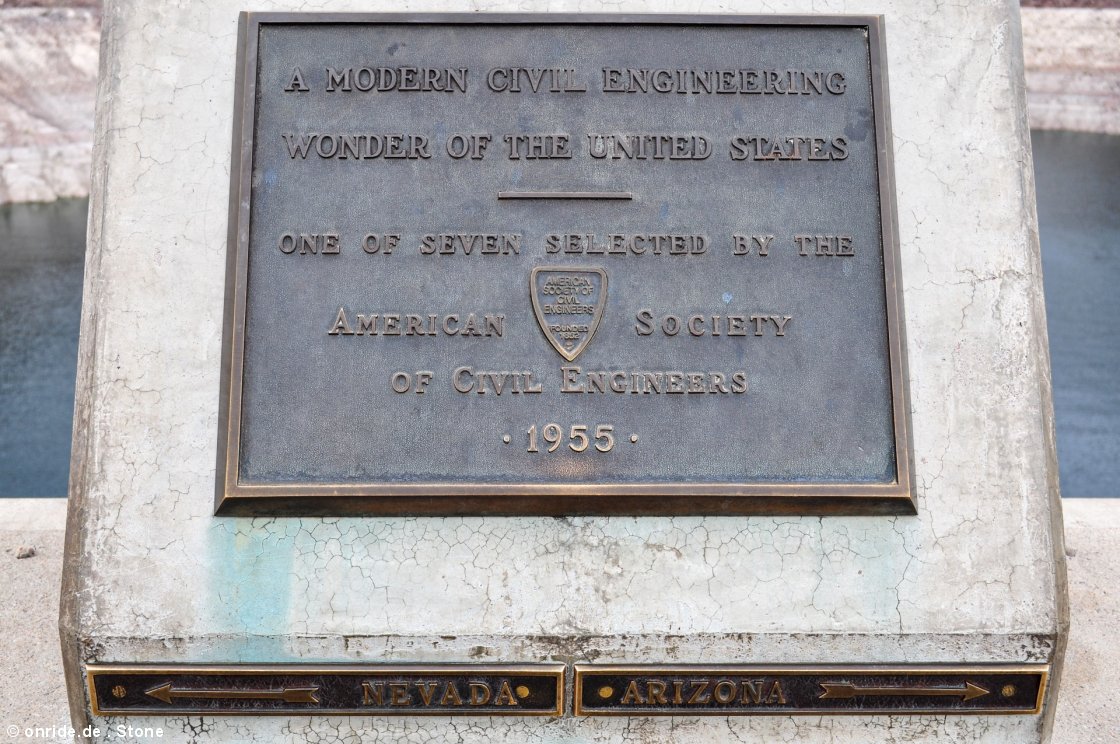 A MODERN CIVIL ENGINEERING
WONDER OF THE UNITED STATES
ONE OF SEVEN SELECTED BY THE
AMERICAN SOCIETY
AMERICAN
SOCIETY OF
CIVIL
ENGINEERS
FOUNDED
1852
OF CIVIL ENGINEERS
· 1955 ·
NEVADA ARIZONA
© onride.de . Stone